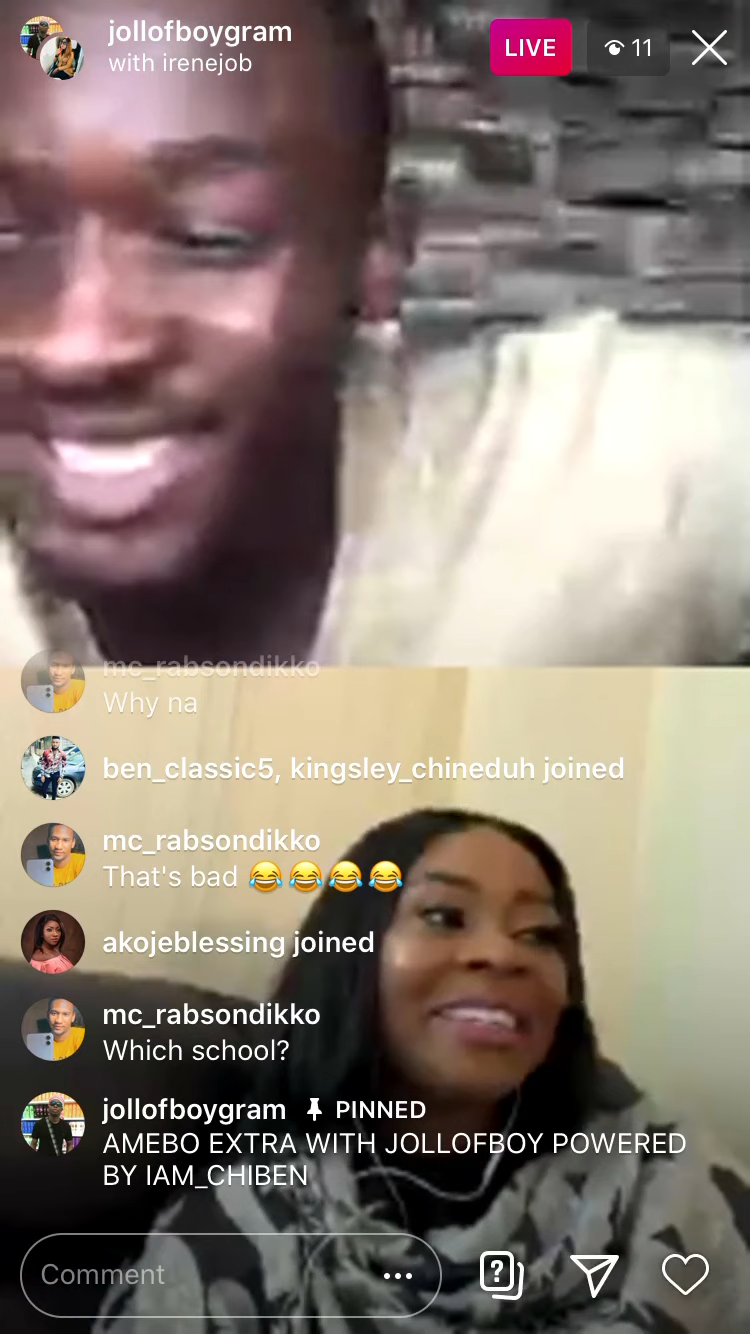 jollofboygram
with irenejob
LIVE
11
mc_rabsondikko
Why na
ben_classic5, kingsley_chineduh joined
mc_rabsondikko
That's bad 😂😂😂😂
akojeblessing joined
mc_rabsondikko
Which school?
jollofboygram PINNED
AMEBO EXTRA WITH JOLLOFBOY POWERED
BY IAM_CHIBEN
Comment